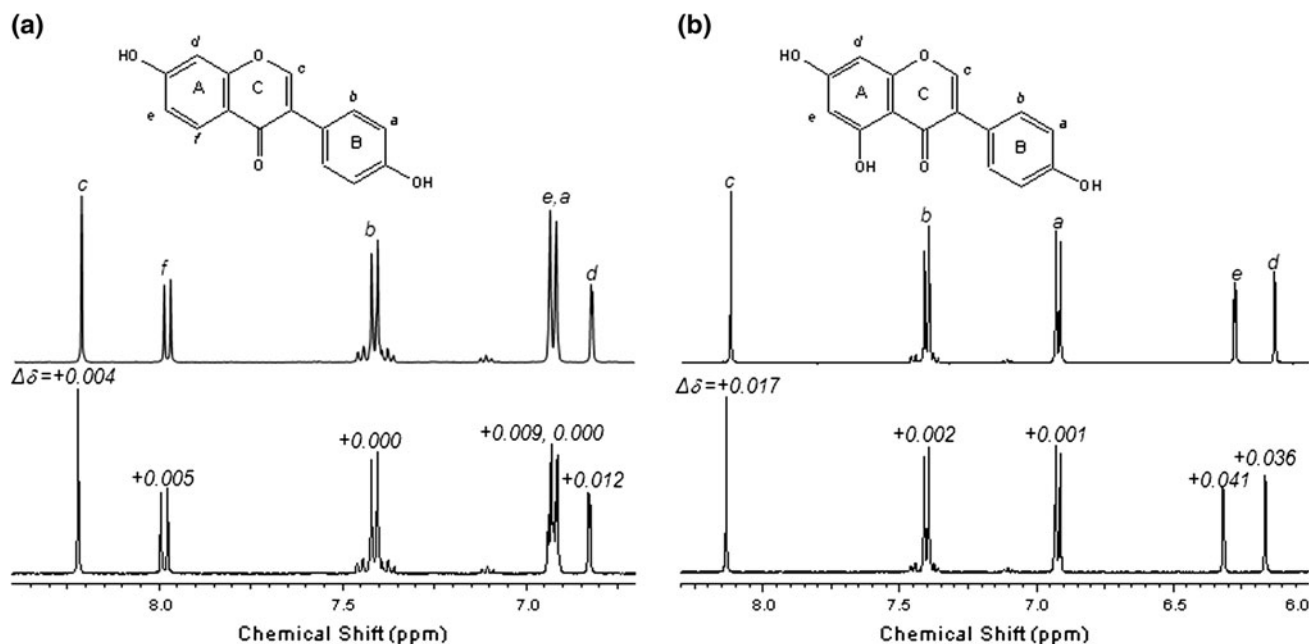 (a)
HO
d
O
c
A
C
b
a
e
f
B
O
OH
c
f
b
e,a
d
Δδ=+0.004
+0.005
+0.000
+0.009, 0.000
+0.012
8.0
7.5
7.0
Chemical Shift (ppm)
(b)
HO
d
O
c
A
C
b
a
e
B
OH
O
OH
c
b
a
e
d
Δδ=+0.017
+0.002
+0.001
+0.041
+0.036
8.0
7.5
7.0
6.5
6.0
Chemical Shift (ppm)